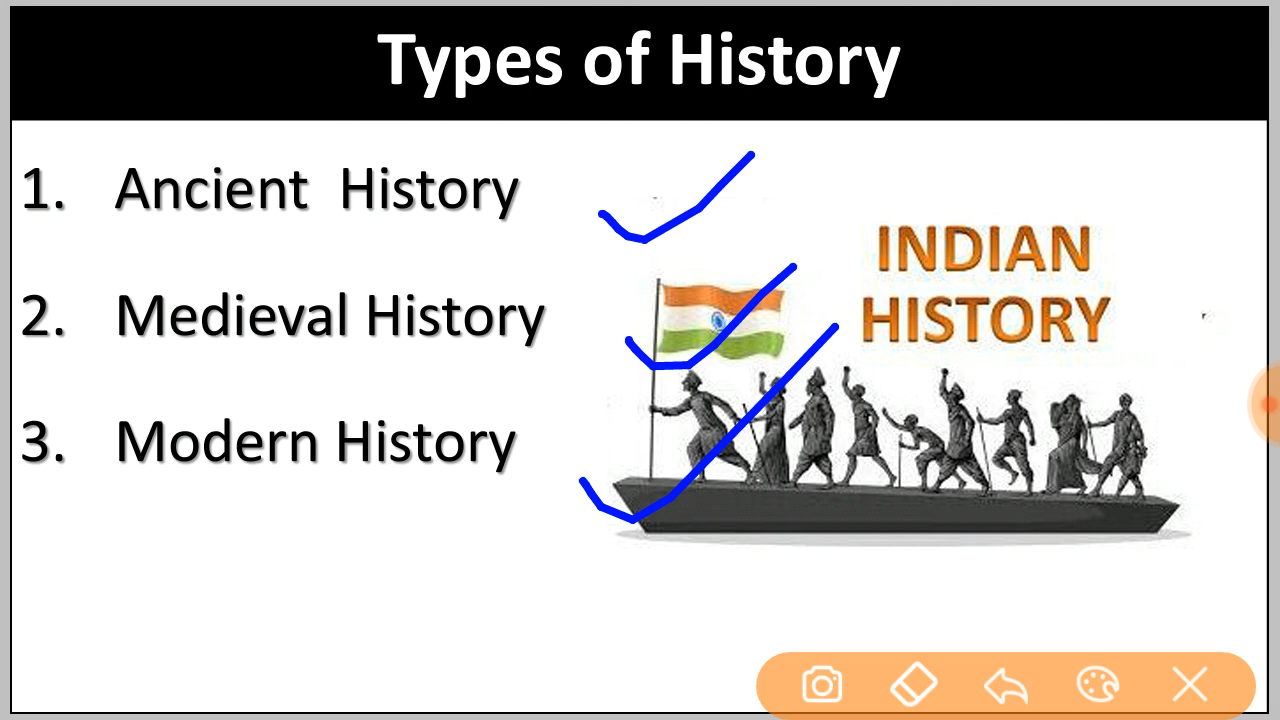 Types of History
1. Ancient History
2. Medieval History
3. Modern History
INDIAN
HISTORY